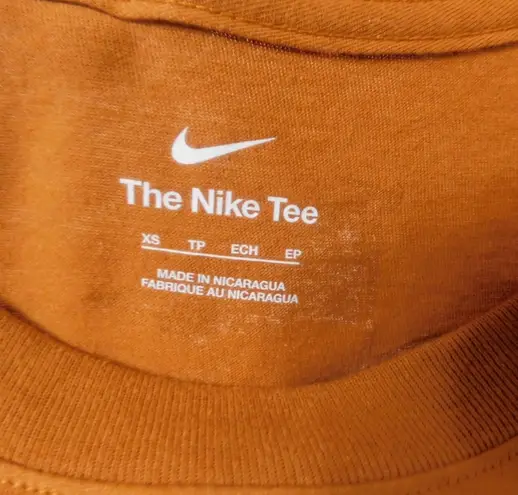 The Nike Tee
XS TP ECH EP
MADE IN NICARAGUA
FABRIQUE AU NICARAGUA